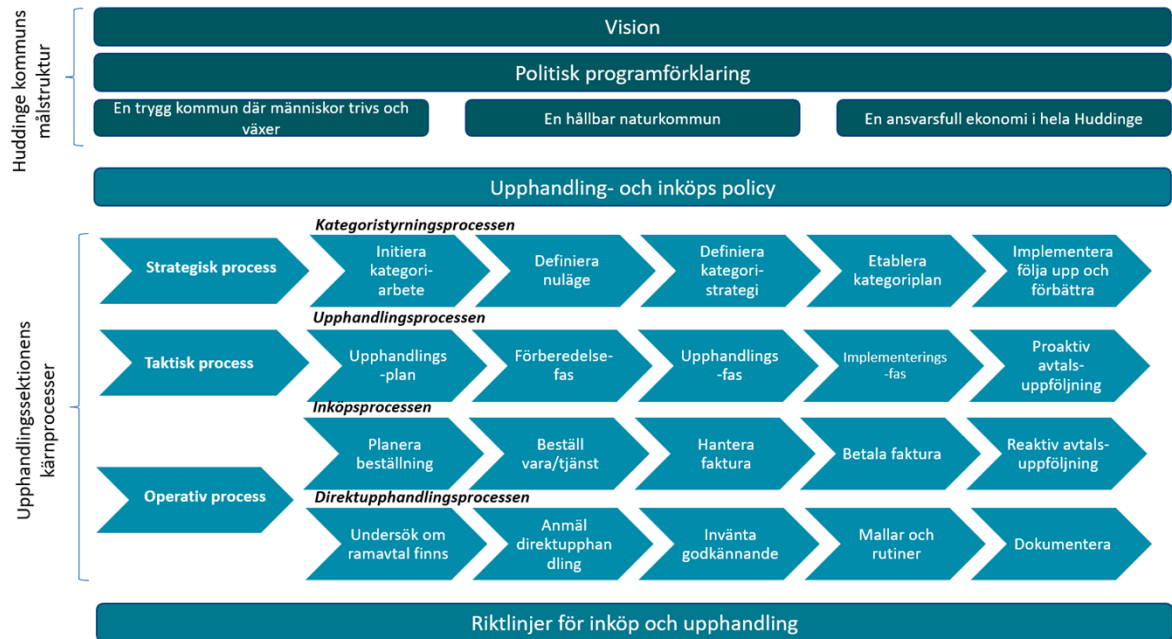 Huddinge kommuns
målstruktur
Vision
Politisk programförklaring
En trygg kommun där människor trivs och
växer
En hållbar naturkommun
En ansvarsfull ekonomi i hela Huddinge
Upphandling- och inköps policy
Upphandlingssektionens
kärnprocesser
Kategoristyrningsprocessen
Strategisk process
Initiera
kategori-
arbete
Definiera
nuläge
Definiera
kategori-
strategi
Etablera
kategoriplan
Implementera
följa upp och
förbättra
Upphandlingsprocessen
Taktisk process
Upphandlings
-plan
Förberedelse-
fas
Upphandlings
-fas
Implementerings
-fas
Proaktiv
avtals-
uppföljning
Inköpsprocessen
Operativ process
Planera
beställning
Beställ
vara/tjänst
Hantera
faktura
Betala faktura
Reaktiv avtals-
uppföljning
Direktupphandlingsprocessen
Undersök om
ramavtal finns
Anmäl
direktupphan
dling
Invänta
godkännande
Mallar och
rutiner
Dokumentera
Riktlinjer för inköp och upphandling